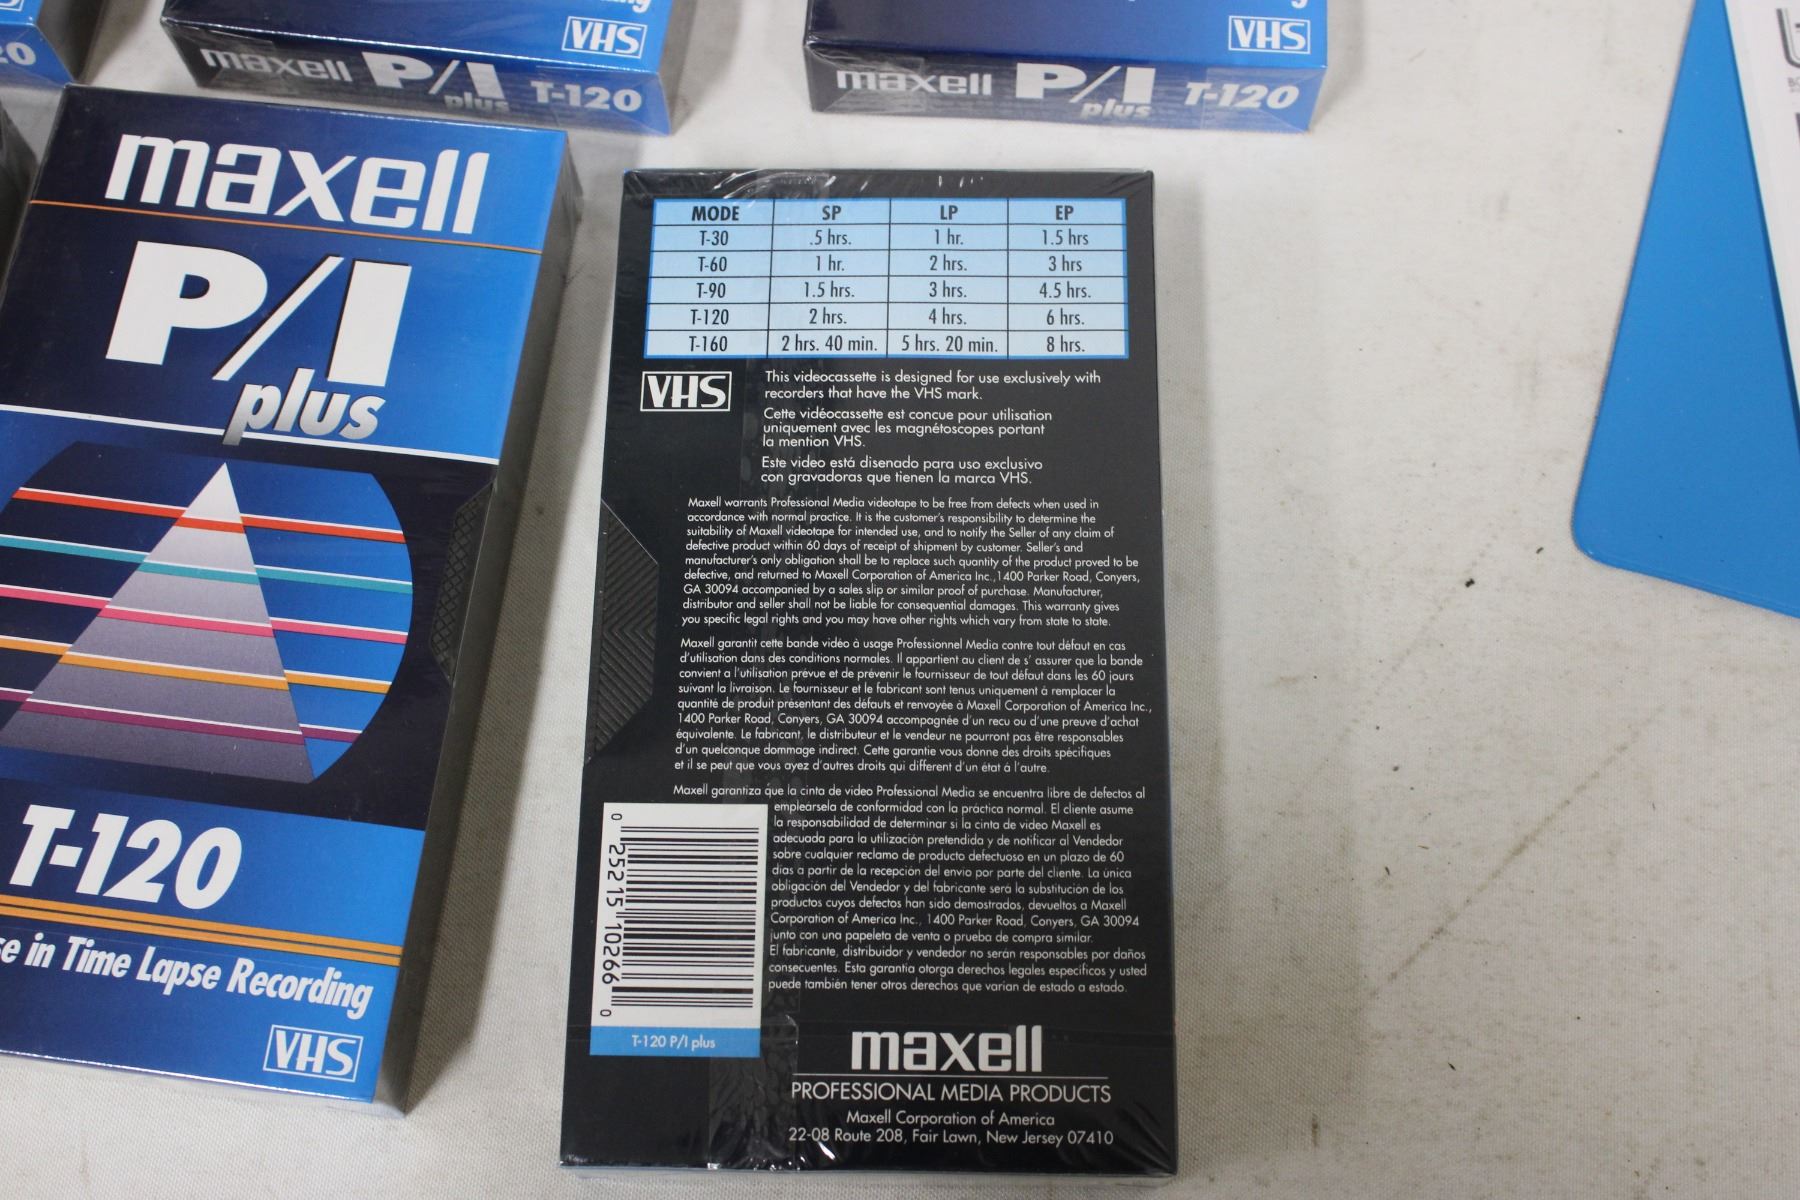 20
VHS
maxell P/I plus T-120
VHS
maxell P/I plus T-120
maxell
P/I
plus
T-120
in Time Lapse Recording
VHS
MODE SP LP EP
T-30 .5 hrs. 1 hr. 1.5 hrs
T-60 1 hr. 2 hrs. 3 hrs
T-90 1.5 hrs. 3 hrs. 4.5 hrs.
T-120 2 hrs. 4 hrs. 6 hrs.
T-160 2 hrs. 40 min. 5 hrs. 20 min. 8 hrs.
VHS
This videocassette is designed for use exclusively with
recorders that have the VHS mark.
Cette vidéocassette est concue pour utilisation
uniquement avec les magnétoscopes portant
la mention VHS.
Este video está disenado para uso exclusivo
con gravadoras que tienen la marca VHS.
Maxell warrants Professional Media videotape to be free from defects when used in
accordance with normal practice. It is the customer's responsibility to determine the
suitability of Maxell videotape for intended use, and to notify the Seller of any claim of
defective product within 60 days of receipt of shipment by customer. Seller's and
manufacturer's only obligation shall be to replace such quantity of the product proved to be
defective, and returned to Maxell Corporation of America Inc., 1400 Parker Road, Conyers,
GA 30094 accompanied by a sales slip or similar proof of purchase. Manufacturer,
distributor and seller shall not be liable for consequential damages. This warranty gives
you specific legal rights and you may have other rights which vary from state to state.
Maxell garantit cette bande vidéo à usage Professionnel Media contre tout défaut en cas
d'utilisation dans des conditions normales. Il appartient au client de s' assurer que la bande
convient a l'utilisation prévue et de prévenir le fournisseur de tout défaut dans les 60 jours
suivant la livraison. Le fournisseur et le fabricant sont tenus uniquement á remplacer la
quantité de produit présentant des défauts et renvoyée à Maxell Corporation of America Inc.,
1400 Parker Road, Conyers, GA 30094 accompagnée d'un recu ou d'une preuve d'achat
équivalente. Le fabricant, le distributeur et le vendeur ne pourront pas être responsables
d'un quelconque dommage indirect. Cette garantie vous donne des droits spécifiques
et il se peut que vous ayez d'autres droits qui different d'un état á l'autre.
Maxell garantiza que la cinta de video Professional Media se encuentra libre de defectos al
empleársela de conformidad con la práctica normal. El cliente asume
la responsabilidad de determinar si la cinta de video Maxell es
adecuada para la utilización pretendida y de notificar al Vendedor
sobre cualquier reclamo de producto defectuoso en un plazo de 60
dias a partir de la recepción del envio por parte del cliente. La única
obligación del Vendedor y del fabricante será la substitución de los
productos cuyos defectos han sido demostrados, devueltos a Maxell
Corporation of America Inc., 1400 Parker Road, Conyers, GA 30094
junto con una papeleta de venta o prueba de compra similar.
El fabricante, distribuidor y vendedor no serán responsables por daños
consecuentes. Esta garantia otorga derechos legales especificos y usted
puede también tener otros derechos que varian de estado a estado.
0 25215 10266 0
T-120 P/I plus
maxell
PROFESSIONAL MEDIA PRODUCTS
Maxell Corporation of America
22-08 Route 208, Fair Lawn, New Jersey 07410